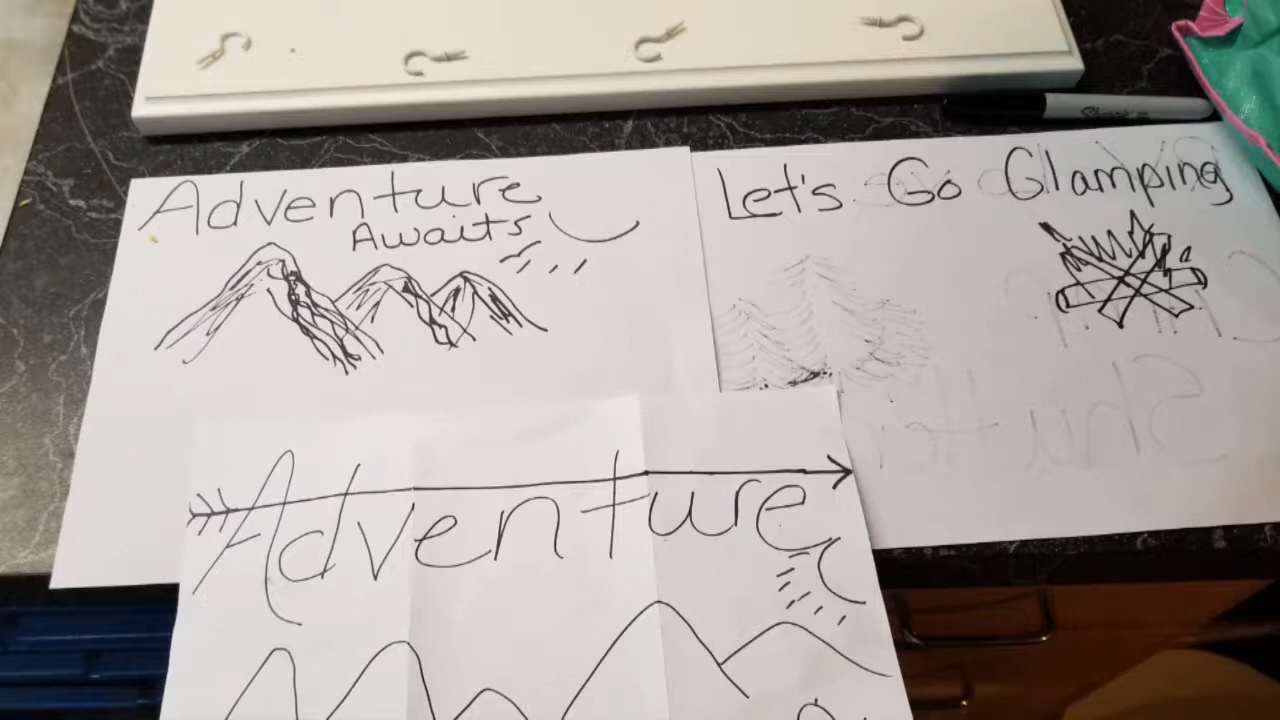 Adventure
Awaits
Let's Go Glamping
Adventure
Sharpie